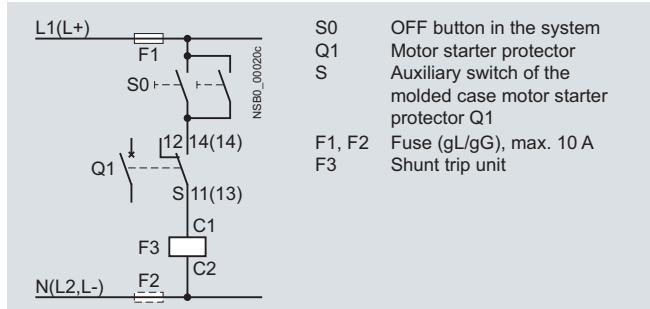 L1(L+)
F1
S0
NSB0_00020c
12 14(14)
Q1
S 11(13)
C1
F3
C2
N(L2,L-)
F2
S0 OFF button in the system
Q1 Motor starter protector
S Auxiliary switch of the
molded case motor starter
protector Q1
F1, F2 Fuse (gL/gG), max. 10 A
F3 Shunt trip unit